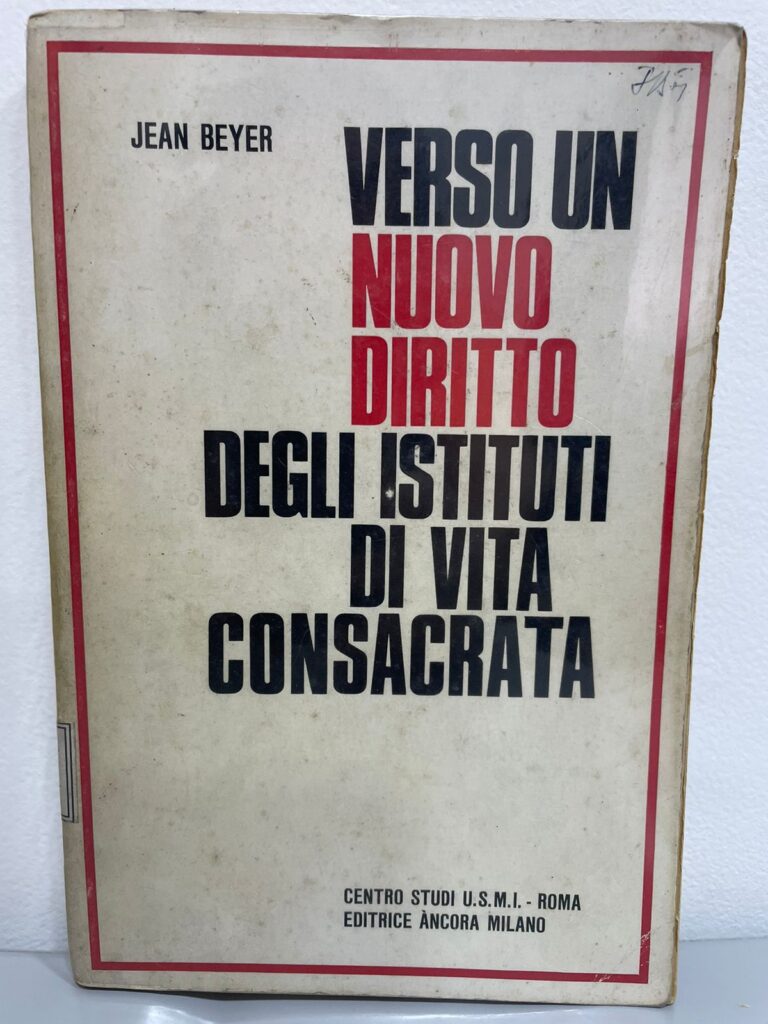 JEAN BEYER
VERSO UN
NUOVO
DIRITTO
DEGLI ISTITUTI
DI VITA
CONSACRATA
CENTRO STUDI U.S.M.I. - ROMA
EDITRICE ÀNCORA MILANO